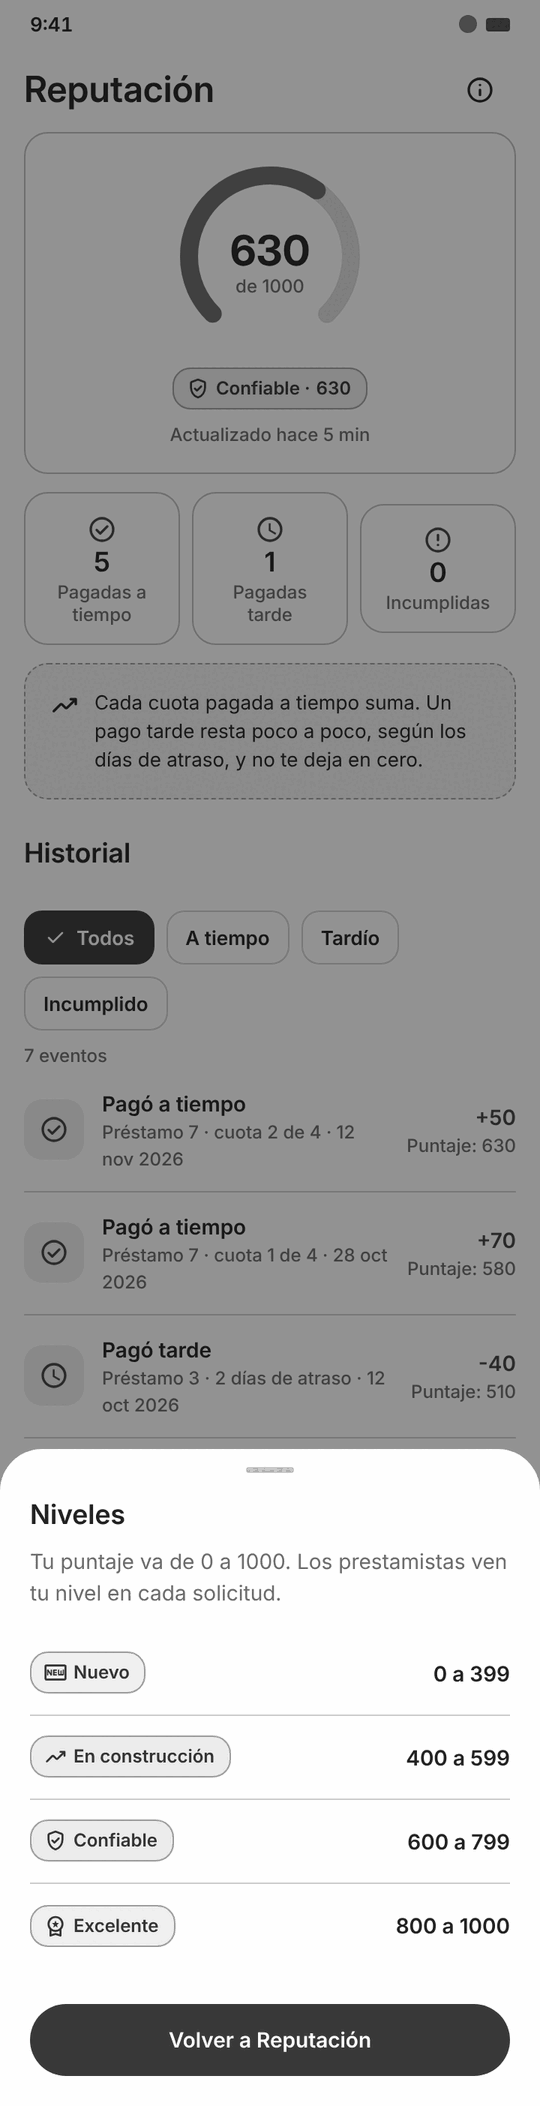 9:41
Reputación
630
de 1000
Confiable · 630
Actualizado hace 5 min
5
Pagadas a
tiempo
1
Pagadas
tarde
0
Incumplidas
Cada cuota pagada a tiempo suma. Un
pago tarde resta poco a poco, según los
días de atraso, y no te deja en cero.
Historial
Todos
A tiempo
Tardío
Incumplido
7 eventos
Pagó a tiempo
Préstamo 7 · cuota 2 de 4 · 12
nov 2026
+50
Puntaje: 630
Pagó a tiempo
Préstamo 7 · cuota 1 de 4 · 28 oct
2026
+70
Puntaje: 580
Pagó tarde
Préstamo 3 · 2 días de atraso · 12
oct 2026
-40
Puntaje: 510
Niveles
Tu puntaje va de 0 a 1000. Los prestamistas ven
tu nivel en cada solicitud.
NEW Nuevo
0 a 399
En construcción
400 a 599
Confiable
600 a 799
Excelente
800 a 1000
Volver a Reputación